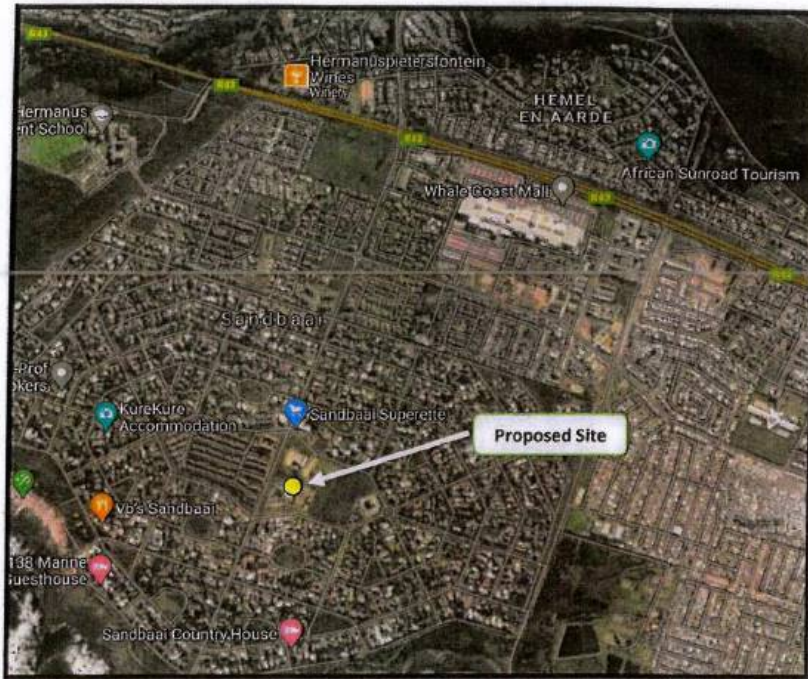 R43
Hermanuspietersfontein
Wines
Winery
R43
HEMEL
EN AARDE
Hermanus
ent School
R43
African Sunroad Tourism
Whale Coast Mall
R43
Sandbaai
-Prof
okers
KureKure
Accommodation
Sandbaai Superette
Proposed Site
Vb's Sandbaai
138 Marine
Guesthouse
Sandbaai Country House